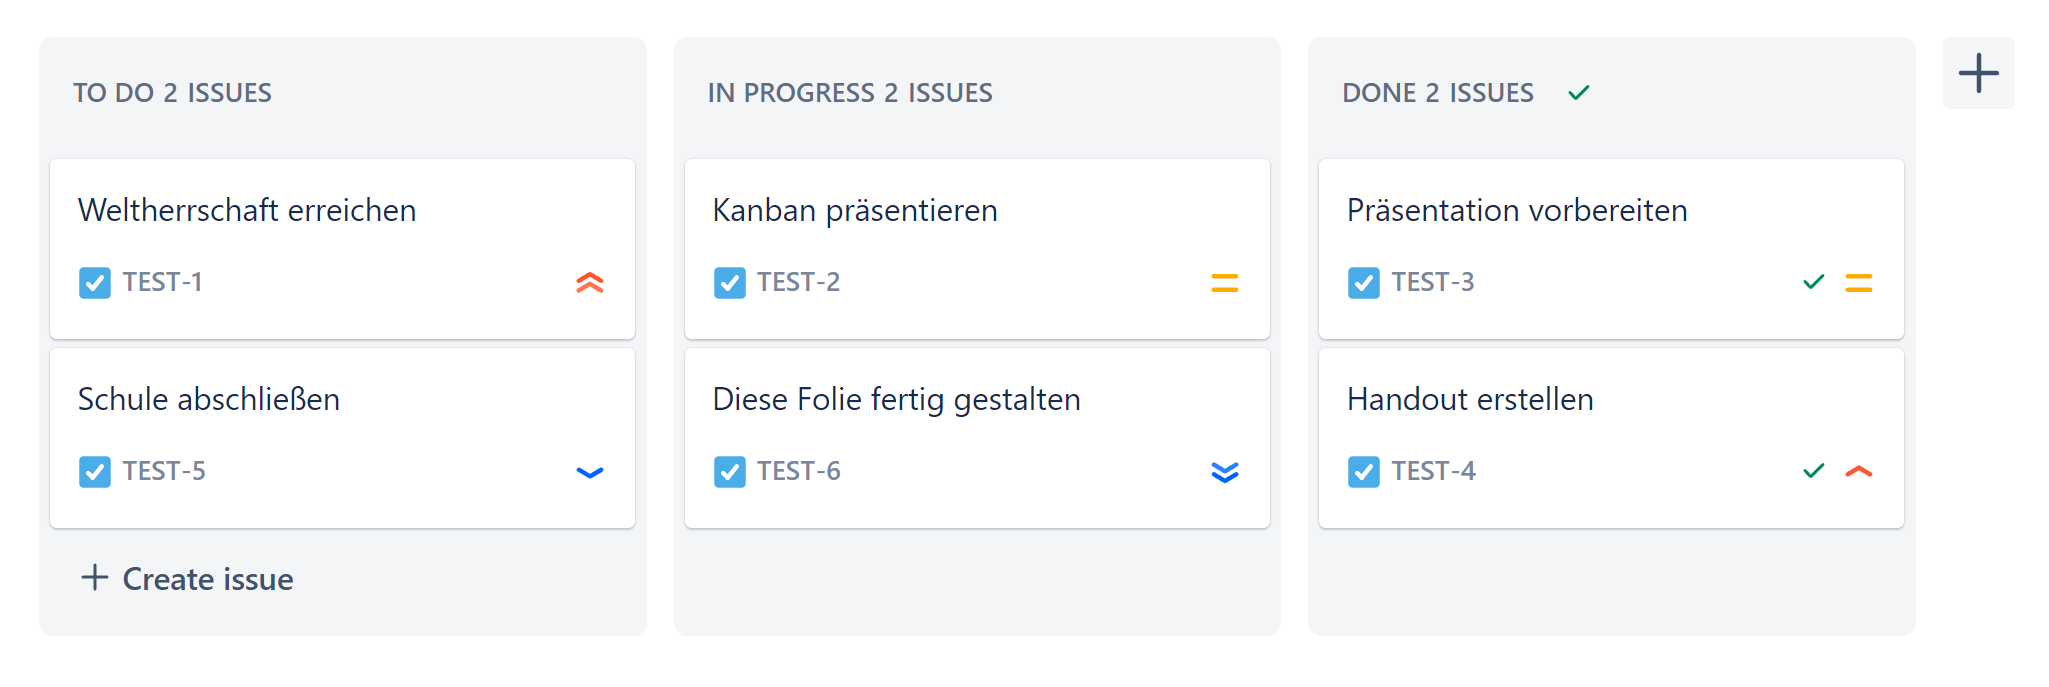 TO DO 2 ISSUES
Weltherrschaft erreichen
TEST-1
Schule abschließen
TEST-5
Create issue
IN PROGRESS 2 ISSUES
Kanban präsentieren
TEST-2
Diese Folie fertig gestalten
TEST-6
DONE 2 ISSUES
Präsentation vorbereiten
TEST-3
Handout erstellen
TEST-4